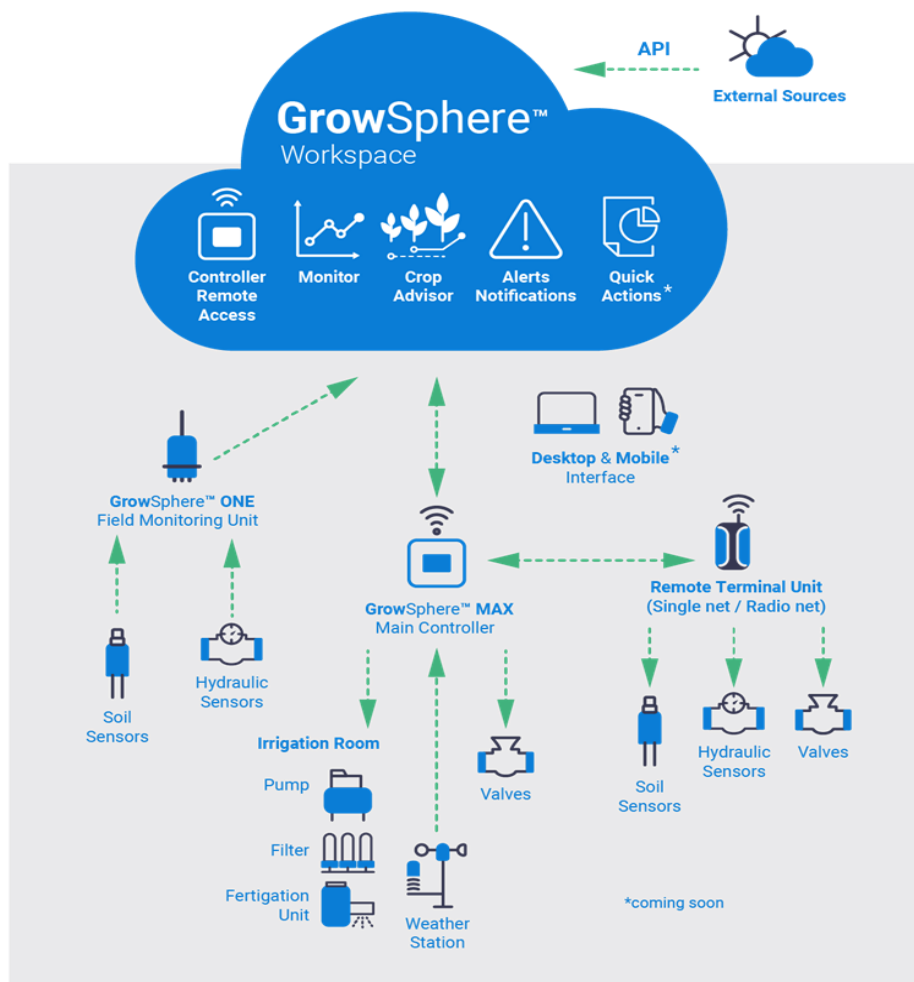 API
External Sources
GrowSphere™
Workspace
Controller
Remote
Access
Monitor
Crop
Advisor
Alerts
Notifications
Quick
Actions*
Desktop & Mobile*
Interface
GrowSphere™ ONE
Field Monitoring Unit
GrowSphere™ MAX
Main Controller
Remote Terminal Unit
(Single net / Radio net)
Soil
Sensors
Hydraulic
Sensors
Irrigation Room
Pump
Filter
Fertigation
Unit
Weather
Station
Valves
Soil
Sensors
Hydraulic
Sensors
Valves
*coming soon